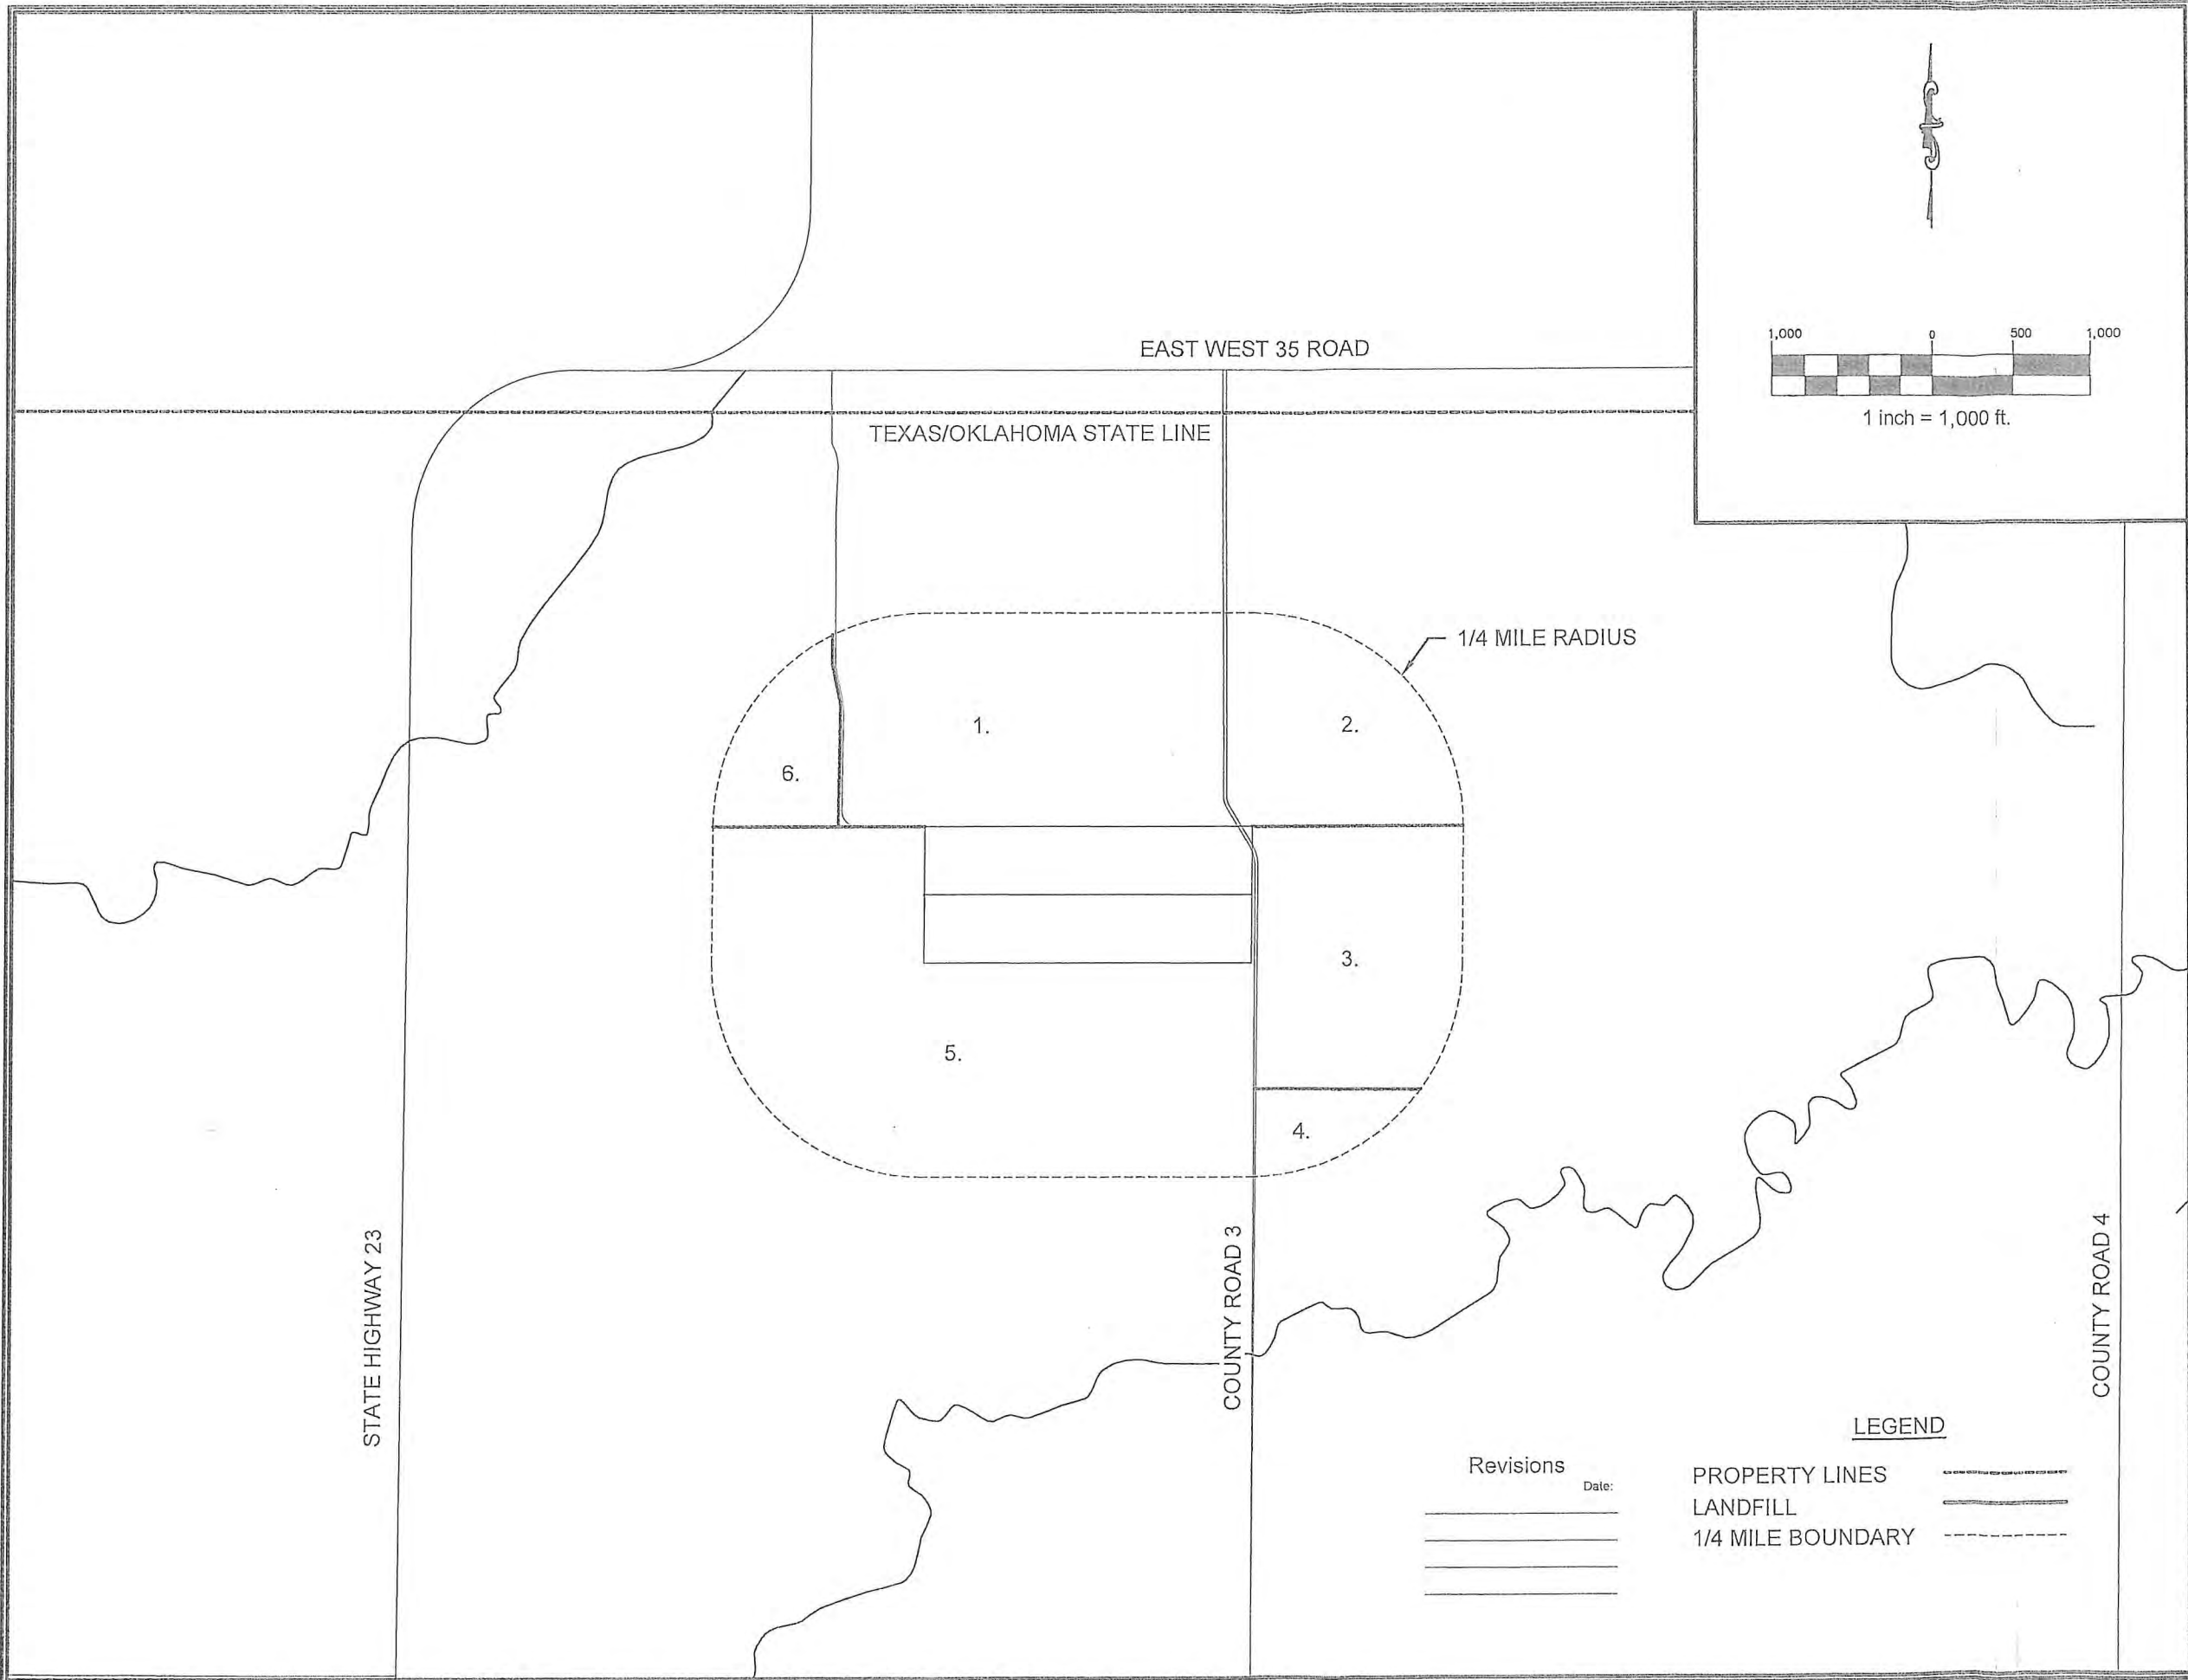 1,000 0 500 1,000
1 inch = 1,000 ft.
EAST WEST 35 ROAD
TEXAS/OKLAHOMA STATE LINE
1/4 MILE RADIUS
1.
2.
6.
3.
5.
4.
STATE HIGHWAY 23
COUNTY ROAD 3
COUNTY ROAD 4
Revisions
Date:
LEGEND
PROPERTY LINES
LANDFILL
1/4 MILE BOUNDARY